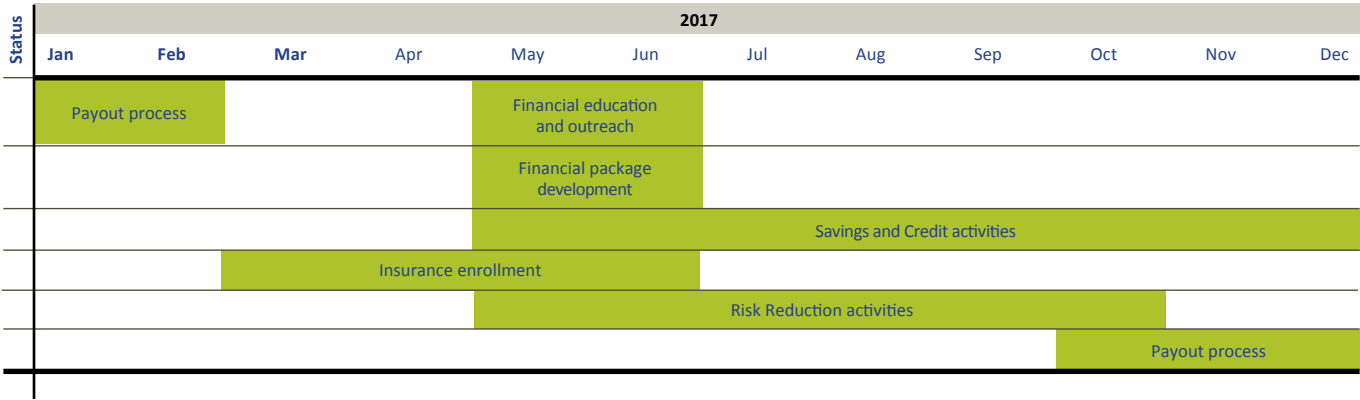 Status
2017
Jan Feb Mar Apr May Jun Jul Aug Sep Oct Nov Dec
Payout process
Financial education
and outreach
Financial package
development
Savings and Credit activities
Insurance enrollment
Risk Reduction activities
Payout process